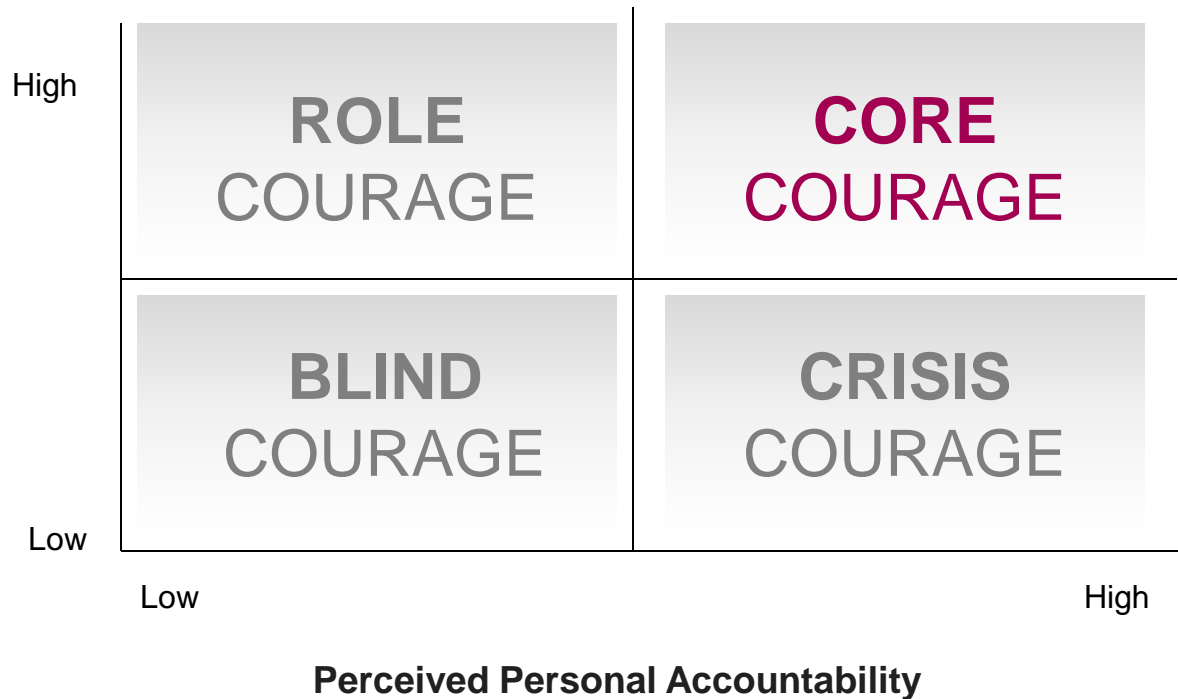 High
ROLE
COURAGE
CORE
COURAGE
BLIND
COURAGE
CRISIS
COURAGE
Low
Low
High
Perceived Personal Accountability